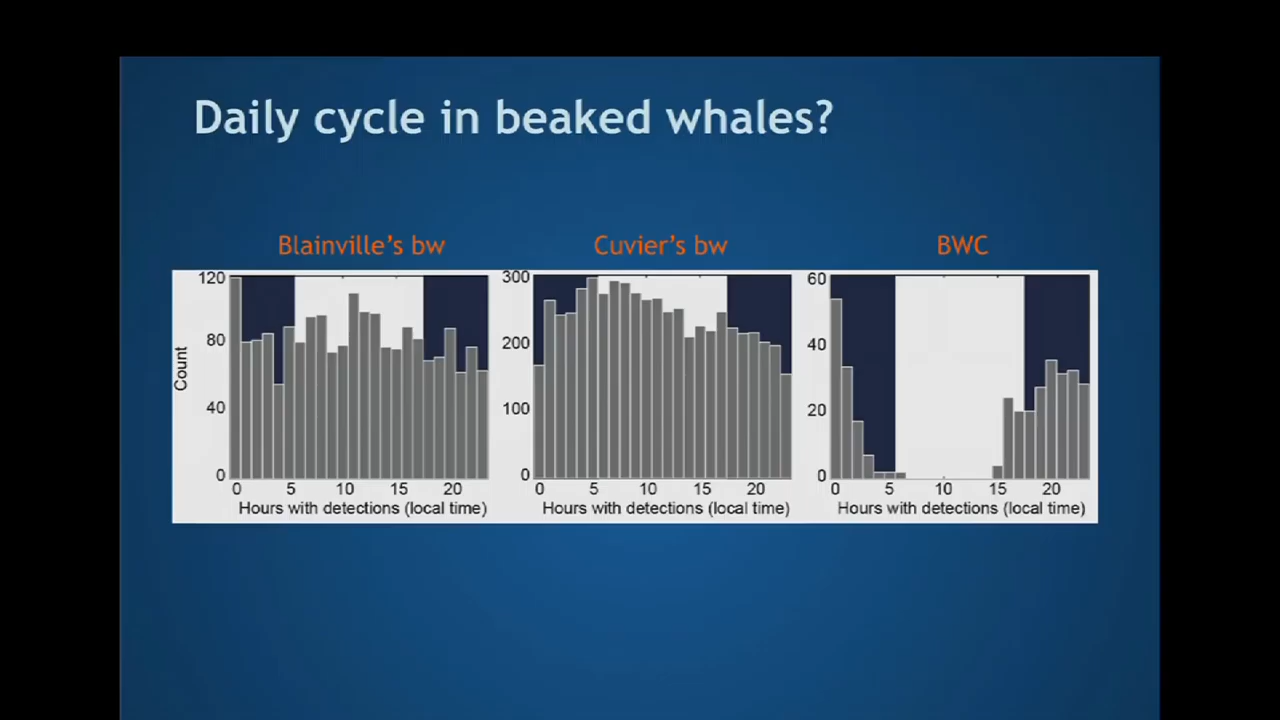 Daily cycle in beaked whales?
Blainville's bw
Cuvier's bw
BWC
120
80
40
0
Count
0 5 10 15 20
Hours with detections (local time)
300
200
100
0
0 5 10 15 20
Hours with detections (local time)
60
40
20
0
0 5 10 15 20
Hours with detections (local time)